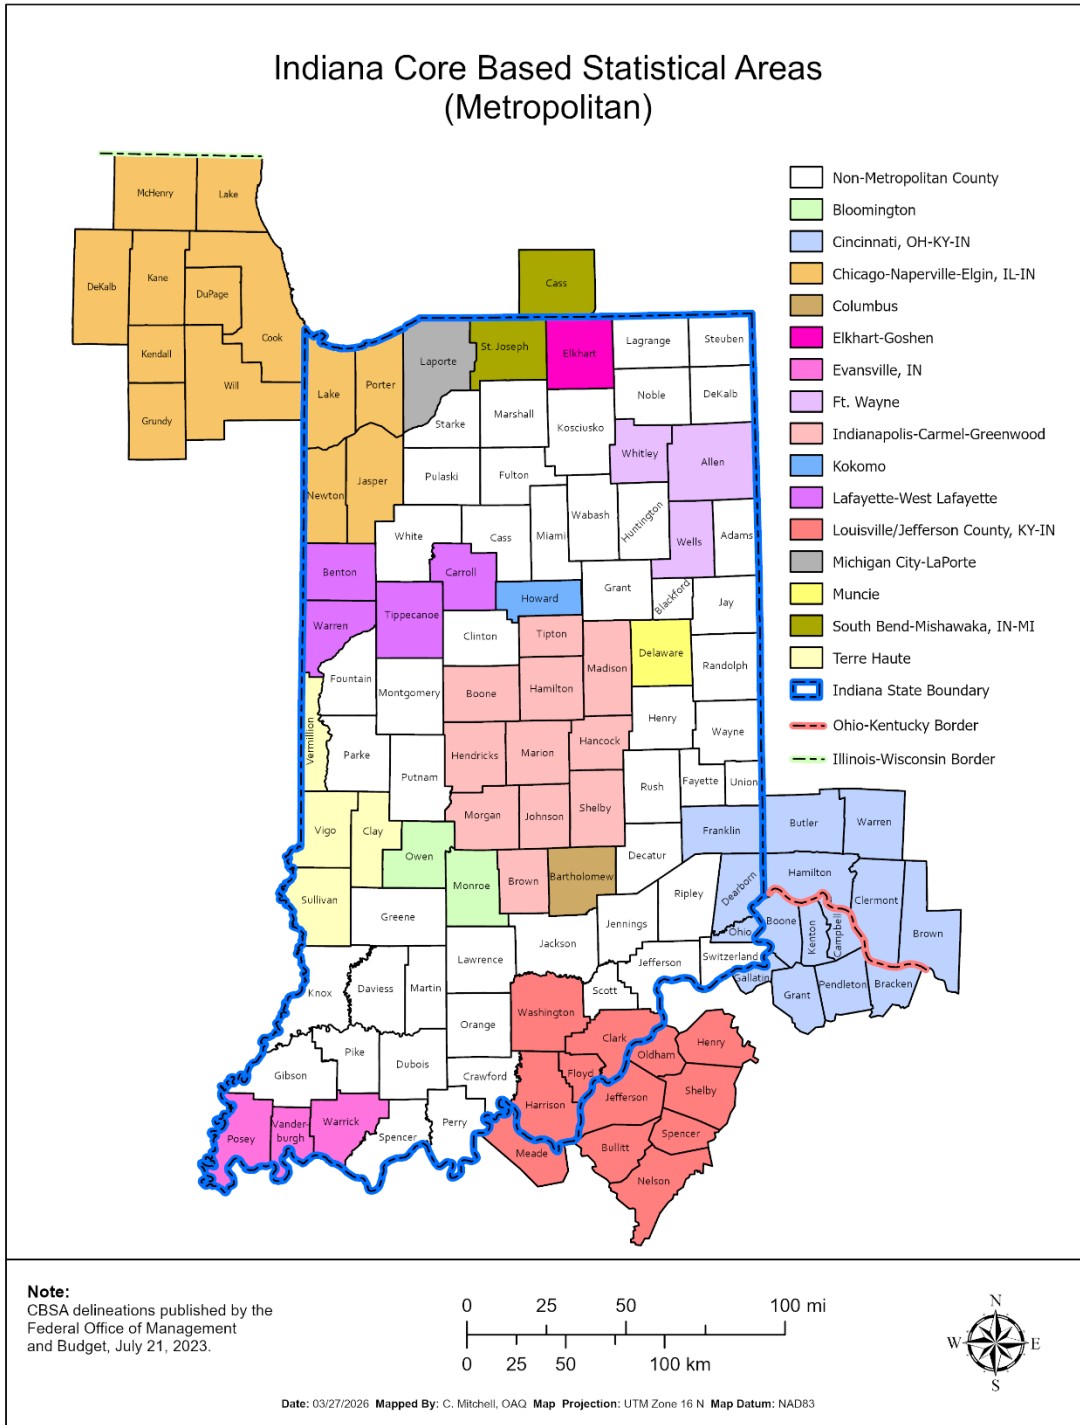 Indiana Core Based Statistical Areas
(Metropolitan)
McHenry
Lake
DeKalb
Kane
DuPage
Cook
Kendall
Will
Grundy
Non-Metropolitan County
Bloomington
Cincinnati, OH-KY-IN
Chicago-Naperville-Elgin, IL-IN
Columbus
Elkhart-Goshen
Evansville, IN
Ft. Wayne
Indianapolis-Carmel-Greenwood
Kokomo
Lafayette-West Lafayette
Louisville/Jefferson County, KY-IN
Michigan City-LaPorte
Muncie
South Bend-Mishawaka, IN-MI
Terre Haute
Indiana State Boundary
Ohio-Kentucky Border
Illinois-Wisconsin Border
Cass
Lake
Porter
Laporte
St. Joseph
Elkhart
Lagrange
Steuben
Noble
DeKalb
Starke
Marshall
Kosciusko
Whitley
Allen
Newton
Jasper
Pulaski
Fulton
White
Cass
Miami
Wabash
Huntington
Wells
Adams
Benton
Carroll
Howard
Grant
Blackford
Jay
Warren
Tippecanoe
Clinton
Tipton
Madison
Delaware
Randolph
Fountain
Montgomery
Boone
Hamilton
Henry
Wayne
Vermillion
Parke
Putnam
Hendricks
Marion
Hancock
Rush
Fayette
Union
Vigo
Clay
Owen
Morgan
Johnson
Shelby
Decatur
Franklin
Butler
Warren
Sullivan
Greene
Monroe
Brown
Bartholomew
Jennings
Ripley
Dearborn
Ohio
Switzerland
Hamilton
Clermont
Brown
Boone
Kenton
Campbell
Gallatin
Grant
Pendleton
Bracken
Knox
Daviess
Martin
Lawrence
Jackson
Jefferson
Scott
Washington
Orange
Clark
Floyd
Harrison
Crawford
Gibson
Pike
Dubois
Posey
Vander-
burgh
Warrick
Spencer
Perry
Oldham
Henry
Jefferson
Shelby
Spencer
Bullitt
Meade
Nelson
Note:
CBSA delineations published by the
Federal Office of Management
and Budget, July 21, 2023.
0 25 50 100 mi
0 25 50 100 km
N
W E
S
Date: 03/27/2026 Mapped By: C. Mitchell, OAQ Map Projection: UTM Zone 16 N Map Datum: NAD83